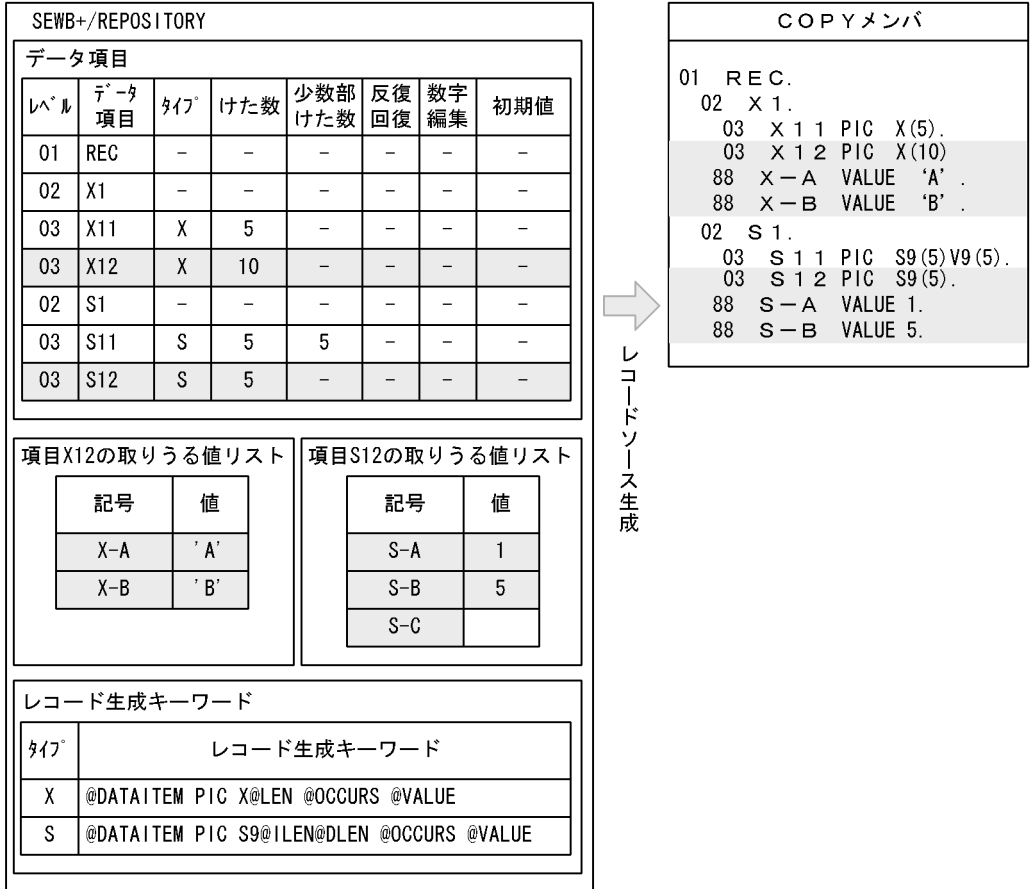 SEWB+/REPOSITORY
データ項目
ﾚﾍﾞﾙ ﾃﾞｰﾀ項目 ﾀｲﾌﾟ けた数 少数部けた数 反復回復 数字編集 初期値
01 REC － － － － － －
02 X1 － － － － － －
03 X11 X 5 － － － －
03 X12 X 10 － － － －
02 S1 － － － － － －
03 S11 S 5 5 － － －
03 S12 S 5 － － － －
項目X12の取りうる値リスト
記号 値
X-A 'A'
X-B 'B'
項目S12の取りうる値リスト
記号 値
S-A 1
S-B 5
S-C
レコード生成キーワード
ﾀｲﾌﾟ レコード生成キーワード
X @DATAITEM PIC X@LEN @OCCURS @VALUE
S @DATAITEM PIC S9@ILEN@DLEN @OCCURS @VALUE
レコードソース生成
ＣＯＰＹメンバ
01 ＲＥＣ.
02 Ｘ１.
03 Ｘ１１ PIC X(5).
03 Ｘ１２ PIC X(10)
88 Ｘ－Ａ VALUE ‘A’.
88 Ｘ－Ｂ VALUE ‘B’.
02 Ｓ１.
03 Ｓ１１ PIC S9(5)V9(5).
03 Ｓ１２ PIC S9(5).
88 Ｓ－Ａ VALUE 1.
88 Ｓ－Ｂ VALUE 5.